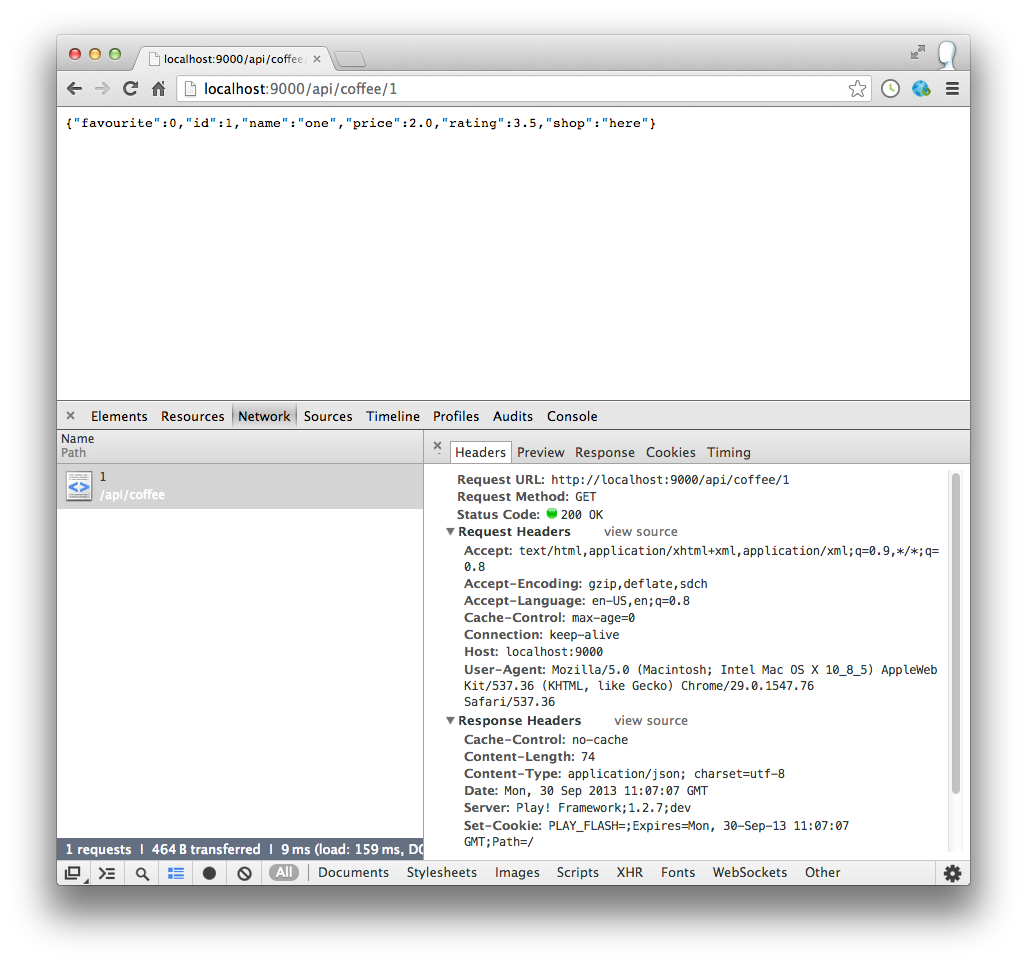 localhost:9000/api/coffee
localhost:9000/api/coffee/1
{"favourite":0,"id":1,"name":"one","price":2.0,"rating":3.5,"shop":"here"}
× Elements Resources Network Sources Timeline Profiles Audits Console
Name
Path
1
/api/coffee
× Headers Preview Response Cookies Timing
Request URL: http://localhost:9000/api/coffee/1
Request Method: GET
Status Code: 200 OK
Request Headers view source
Accept: text/html,application/xhtml+xml,application/xml;q=0.9,*/*;q=
0.8
Accept-Encoding: gzip,deflate,sdch
Accept-Language: en-US,en;q=0.8
Cache-Control: max-age=0
Connection: keep-alive
Host: localhost:9000
User-Agent: Mozilla/5.0 (Macintosh; Intel Mac OS X 10_8_5) AppleWeb
Kit/537.36 (KHTML, like Gecko) Chrome/29.0.1547.76
Safari/537.36
Response Headers view source
Cache-Control: no-cache
Content-Length: 74
Content-Type: application/json; charset=utf-8
Date: Mon, 30 Sep 2013 11:07:07 GMT
Server: Play! Framework;1.2.7;dev
Set-Cookie: PLAY_FLASH=;Expires=Mon, 30-Sep-13 11:07:07
GMT;Path=/
1 requests | 464 B transferred | 9 ms (load: 159 ms, DO
All | Documents Stylesheets Images Scripts XHR Fonts WebSockets Other